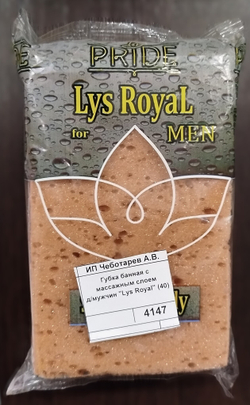 PRIDE
Lys Royal
for MEN
ИП Чеботарев А.В.
Губка банная с
массажным слоем
д/мужчин "Lys Royal" (40)
4147